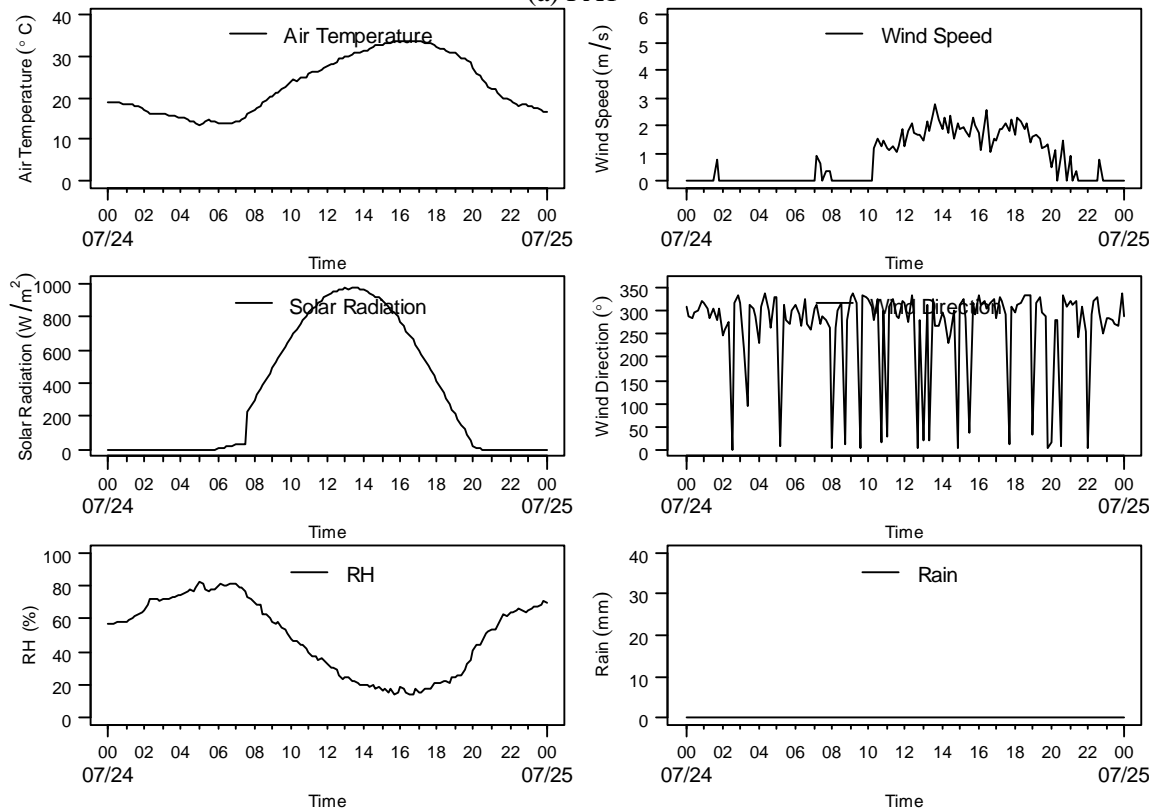 (a)
Air Temperature (° C)
40
30
20
10
0
Air Temperature
00 02 04 06 08 10 12 14 16 18 20 22 00
07/24 07/25
Time
Wind Speed (m/s)
6
5
4
3
2
1
0
Wind Speed
00 02 04 06 08 10 12 14 16 18 20 22 00
07/24 07/25
Time
Solar Radiation (W/m²)
1000
800
600
400
200
0
Solar Radiation
00 02 04 06 08 10 12 14 16 18 20 22 00
07/24 07/25
Time
Wind Direction (°)
350
300
250
200
150
100
50
0
Wind Direction
00 02 04 06 08 10 12 14 16 18 20 22 00
07/24 07/25
Time
RH (%)
100
80
60
40
20
0
RH
00 02 04 06 08 10 12 14 16 18 20 22 00
07/24 07/25
Time
Rain (mm)
40
30
20
10
0
Rain
00 02 04 06 08 10 12 14 16 18 20 22 00
07/24 07/25
Time